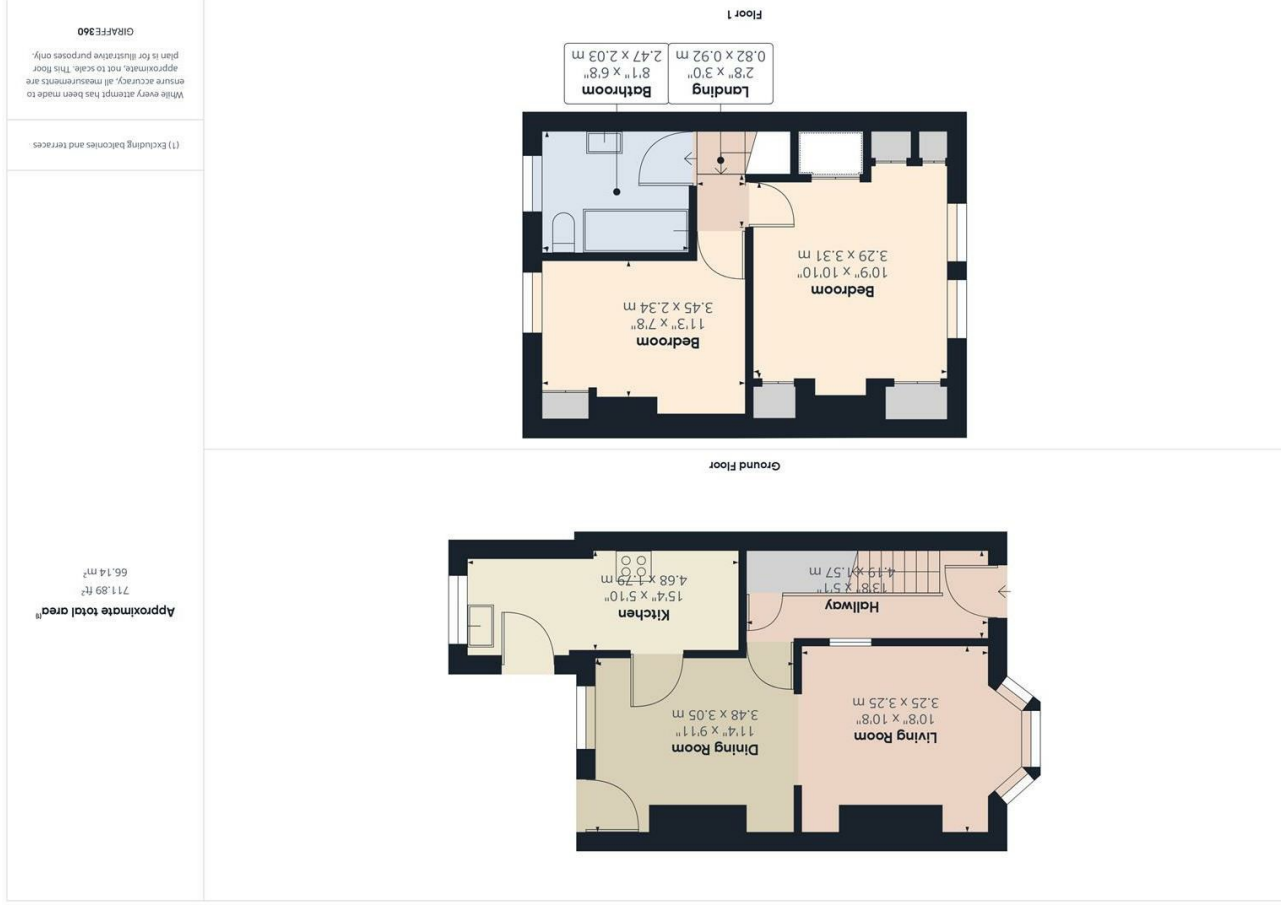 Ground Floor
Living Room
10'8" x 10'8"
3.25 x 3.25 m
Dining Room
11'4" x 9'11"
3.48 x 3.05 m
Hallway
13'8" x 5'1"
4.19 x 1.57 m
Kitchen
15'4" x 5'10"
4.68 x 1.79 m
Floor 1
Bedroom
10'9" x 10'10"
3.29 x 3.31 m
Bedroom
11'3" x 7'8"
3.45 x 2.34 m
Landing
2'8" x 3'0"
0.82 x 0.92 m
Bathroom
8'1" x 6'8"
2.47 x 2.03 m
Approximate total area(1)
711.89 ft²
66.14 m²
(1) Excluding balconies and terraces
While every attempt has been made to
ensure accuracy, all measurements are
approximate, not to scale. This floor
plan is for illustrative purposes only.
GIRAFFE360